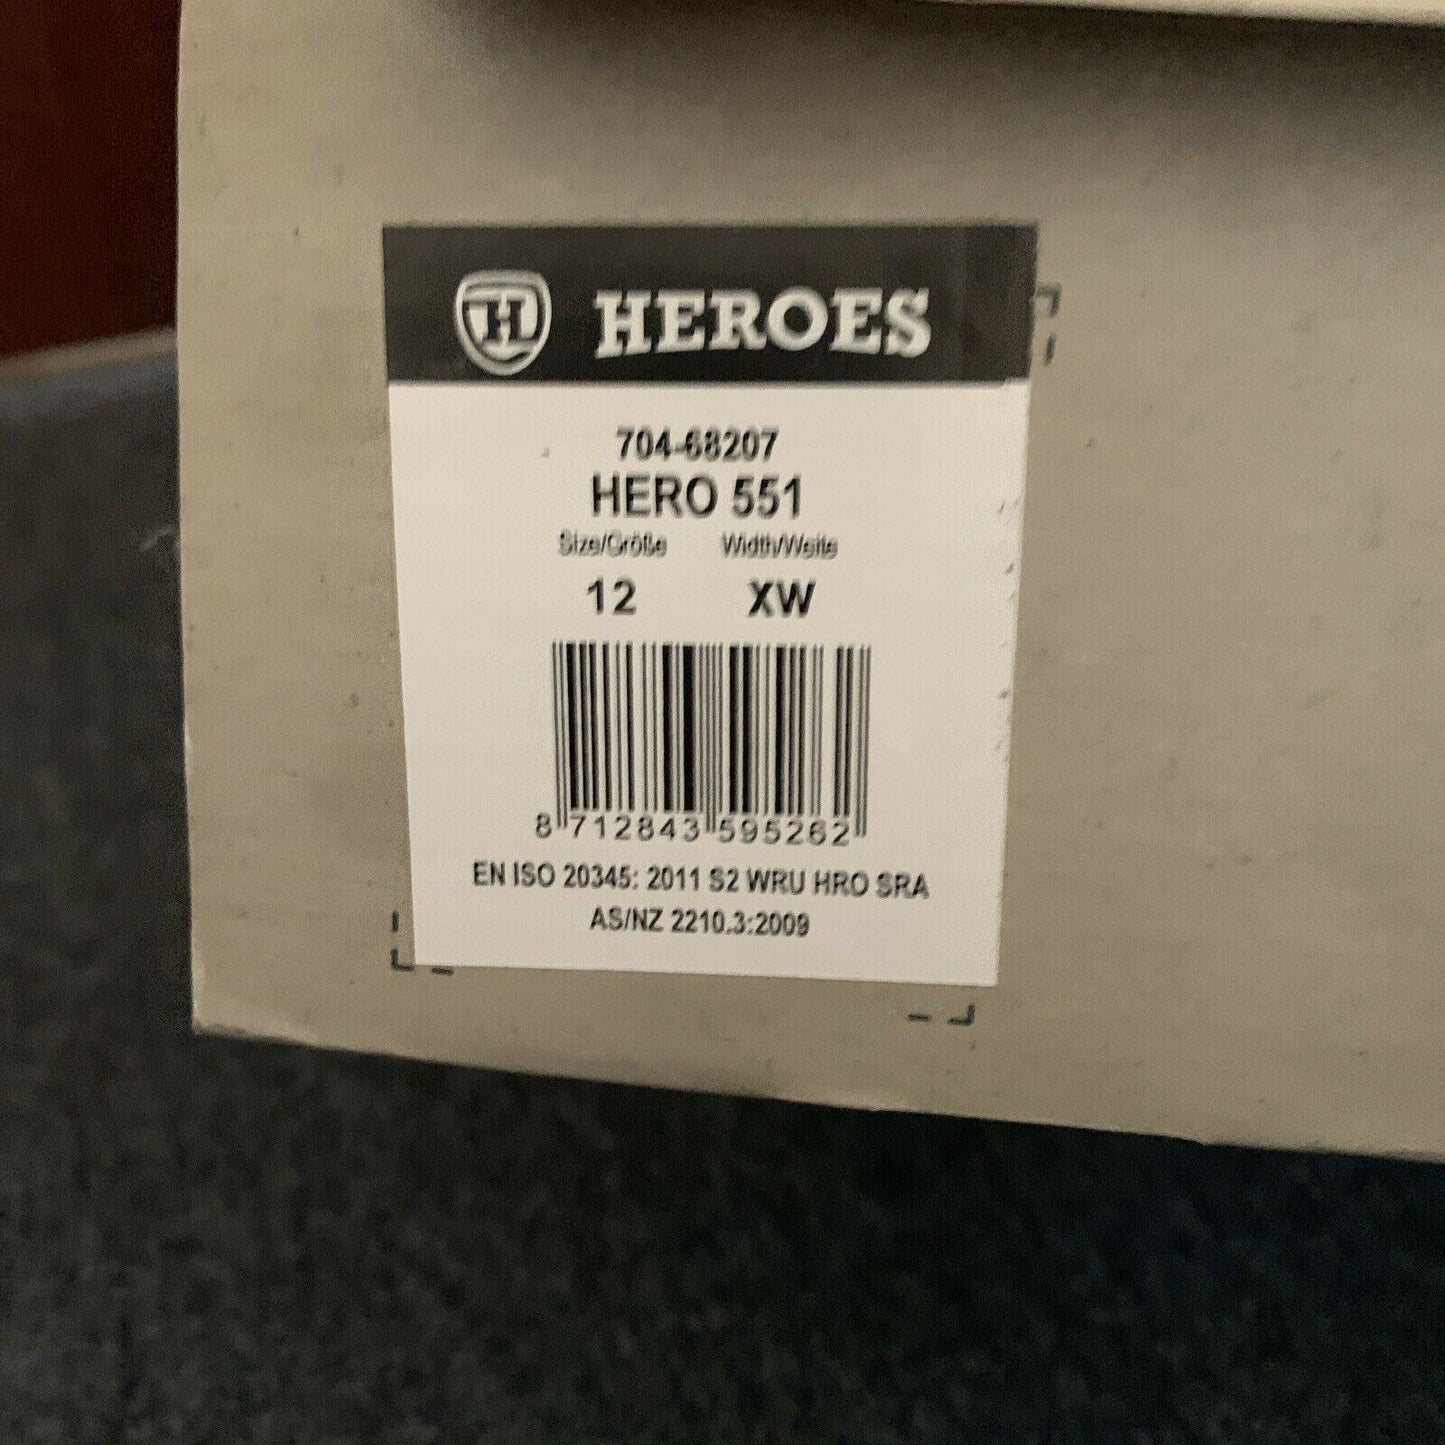 H HEROES
704-68207
HERO 551
Size/Größe Width/Weite
12 XW
8 712843 595262
EN ISO 20345: 2011 S2 WRU HRO SRA
AS/NZ 2210.3:2009